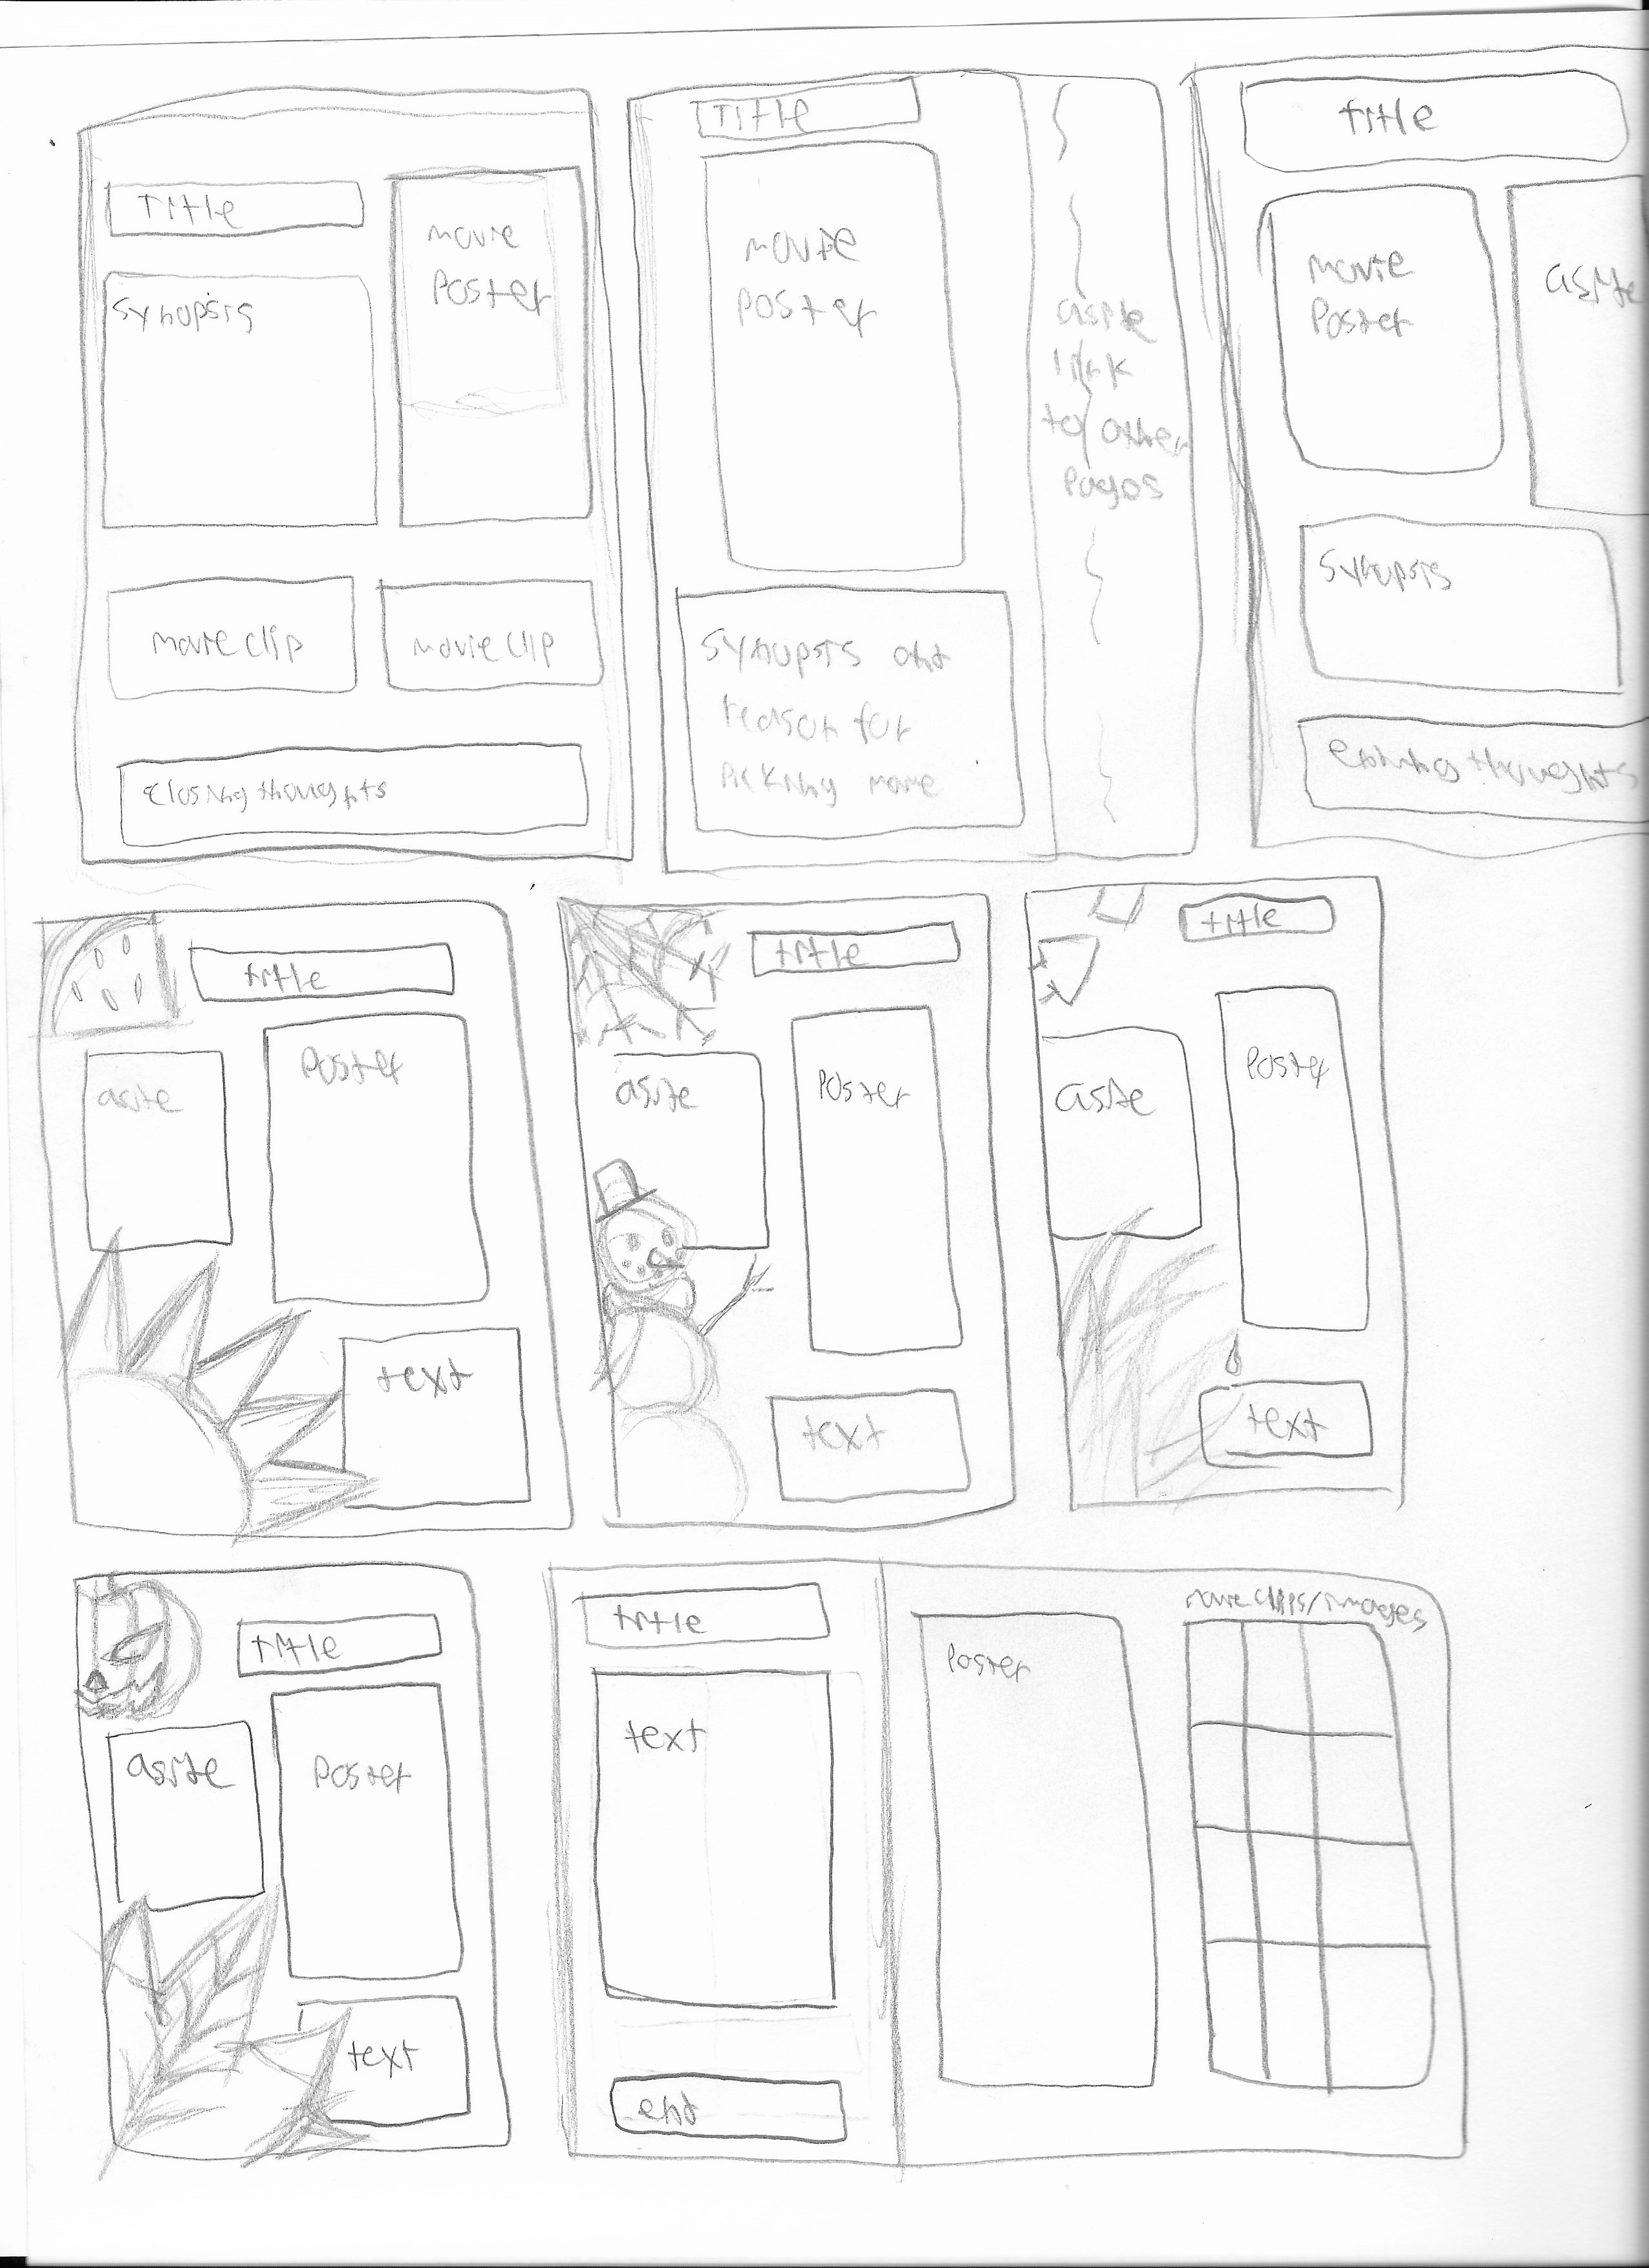 Title
movie
poster
Synopsis
movie clip
movie clip
Closing thoughts
Title
movie
poster
aside
link
to other
pages
Synopsis and
reason for
picking movie
title
movie
Poster
aside
Synopsis
thoughts
title
aside
Poster
text
title
aside
Poster
text
title
aside
Poster
text
title
aside
Poster
text
title
text
end
Poster
movie clips/images